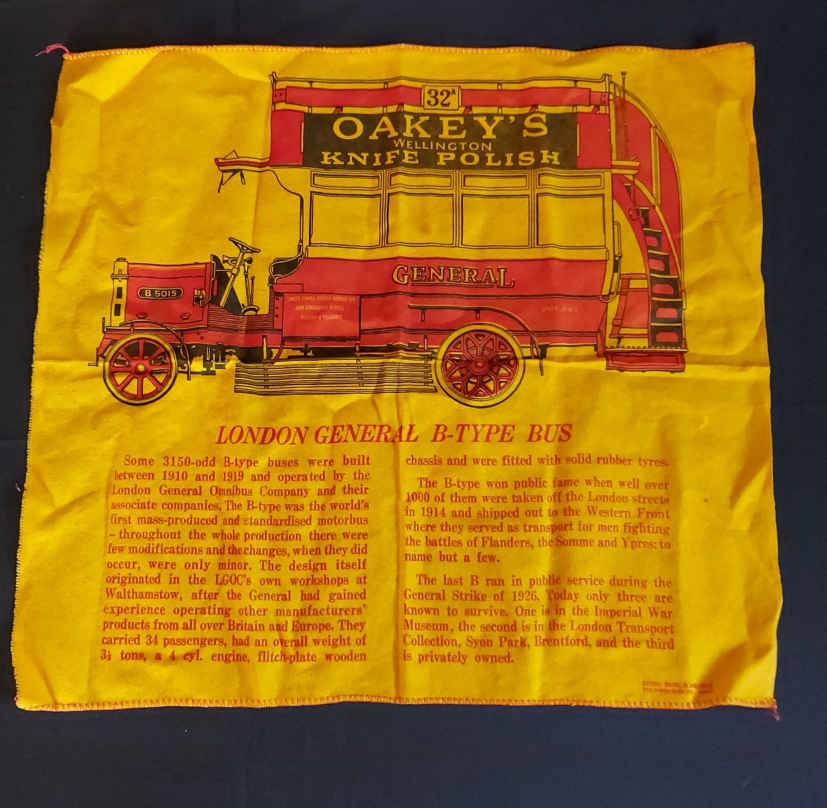 32A
OAKEY'S
WELLINGTON
KNIFE POLISH
GENERAL
B 5015
LONDON GENERAL B-TYPE BUS
Some 3150-odd B-type buses were built
between 1910 and 1919 and operated by the
London General Omnibus Company and their
associate companies. The B-type was the world's
first mass-produced and standardised motorbus
– throughout the whole production there were
few modifications and the changes, when they did
occur, were only minor. The design itself
originated in the LGOC's own workshops at
Walthamstow, after the General had gained
experience operating other manufacturers'
products from all over Britain and Europe. They
carried 34 passengers, had an overall weight of
3½ tons, a 4 cyl. engine, flitch-plate wooden
chassis and were fitted with solid rubber tyres.
The B-type won public fame when well over
1000 of them were taken off the London streets
in 1914 and shipped out to the Western Front
where they served as transport for men fighting
the battles of Flanders, the Somme and Ypres; to
name but a few.
The last B ran in public service during the
General Strike of 1926. Today only three are
known to survive. One is in the Imperial War
Museum, the second is in the London Transport
Collection, Syon Park, Brentford, and the third
is privately owned.